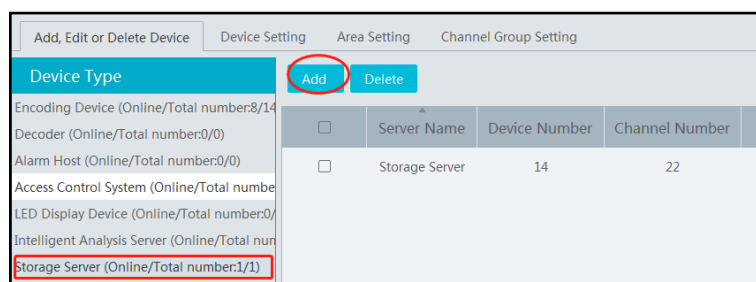 Add, Edit or Delete Device Device Setting Area Setting Channel Group Setting
Device Type
Add Delete
Encoding Device (Online/Total number:8/14
Decoder (Online/Total number:0/0)
Alarm Host (Online/Total number:0/0)
Access Control System (Online/Total numbe
LED Display Device (Online/Total number:0/
Intelligent Analysis Server (Online/Total num
Storage Server (Online/Total number:1/1)
Server Name Device Number Channel Number
Storage Server 14 22